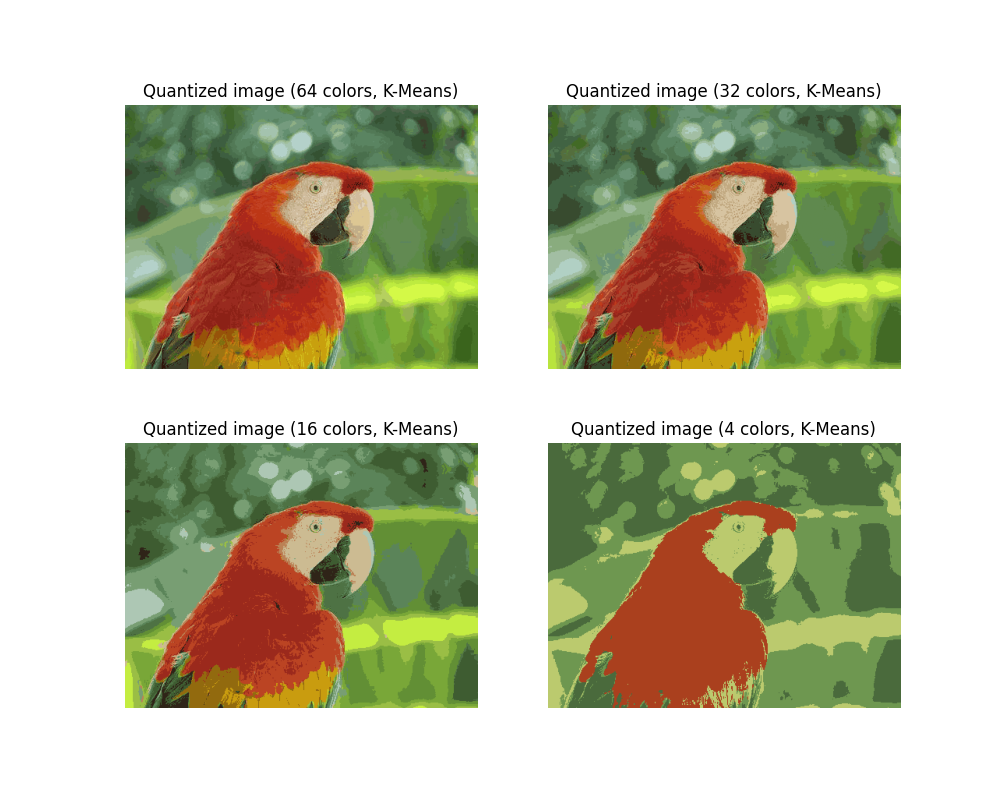 Quantized image (64 colors, K-Means)
Quantized image (32 colors, K-Means)
Quantized image (16 colors, K-Means)
Quantized image (4 colors, K-Means)